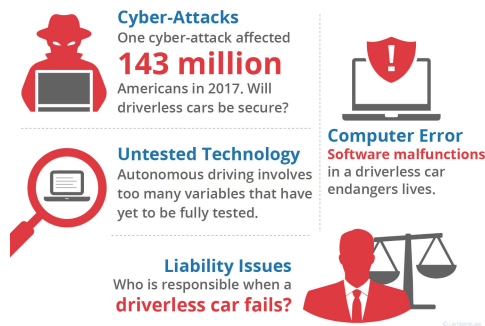 Cyber-Attacks
One cyber-attack affected
143 million
Americans in 2017. Will
driverless cars be secure?
Computer Error
Software malfunctions
in a driverless car
endangers lives.
Untested Technology
Autonomous driving involves
too many variables that have
yet to be fully tested.
Liability Issues
Who is responsible when a
driverless car fails?